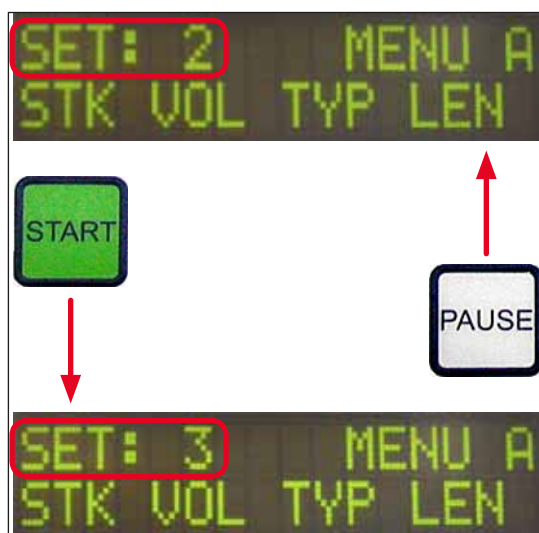 SET: 2 MENU A
STK VOL TYP LEN
START
PAUSE
SET: 3 MENU A
STK VOL TYP LEN